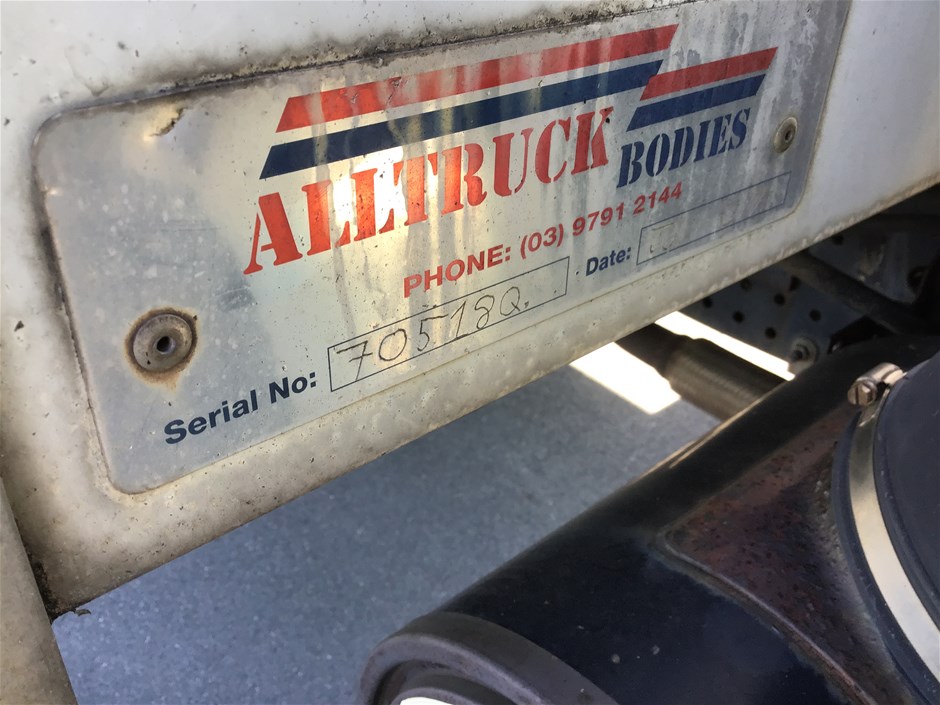 ALLTRUCK BODIES
PHONE: (03) 9791 2144
Serial No: 70518Q. Date: